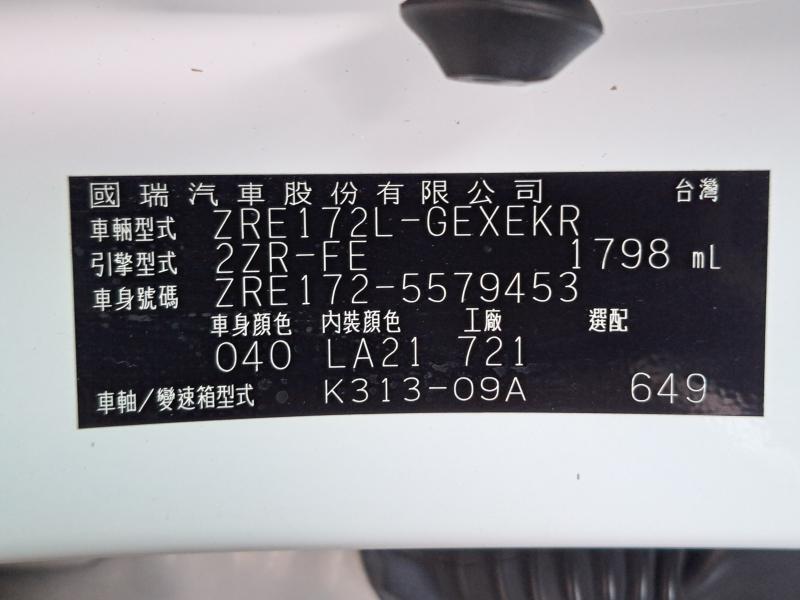 國瑞汽車股份有限公司 台灣
車輛型式 ZRE172L-GEXEKR
引擎型式 2ZR-FE 1798 mL
車身號碼 ZRE172-5579453
車身顏色 內裝顏色 工廠 選配
040 LA21 721
車軸/變速箱型式 K313-09A 649